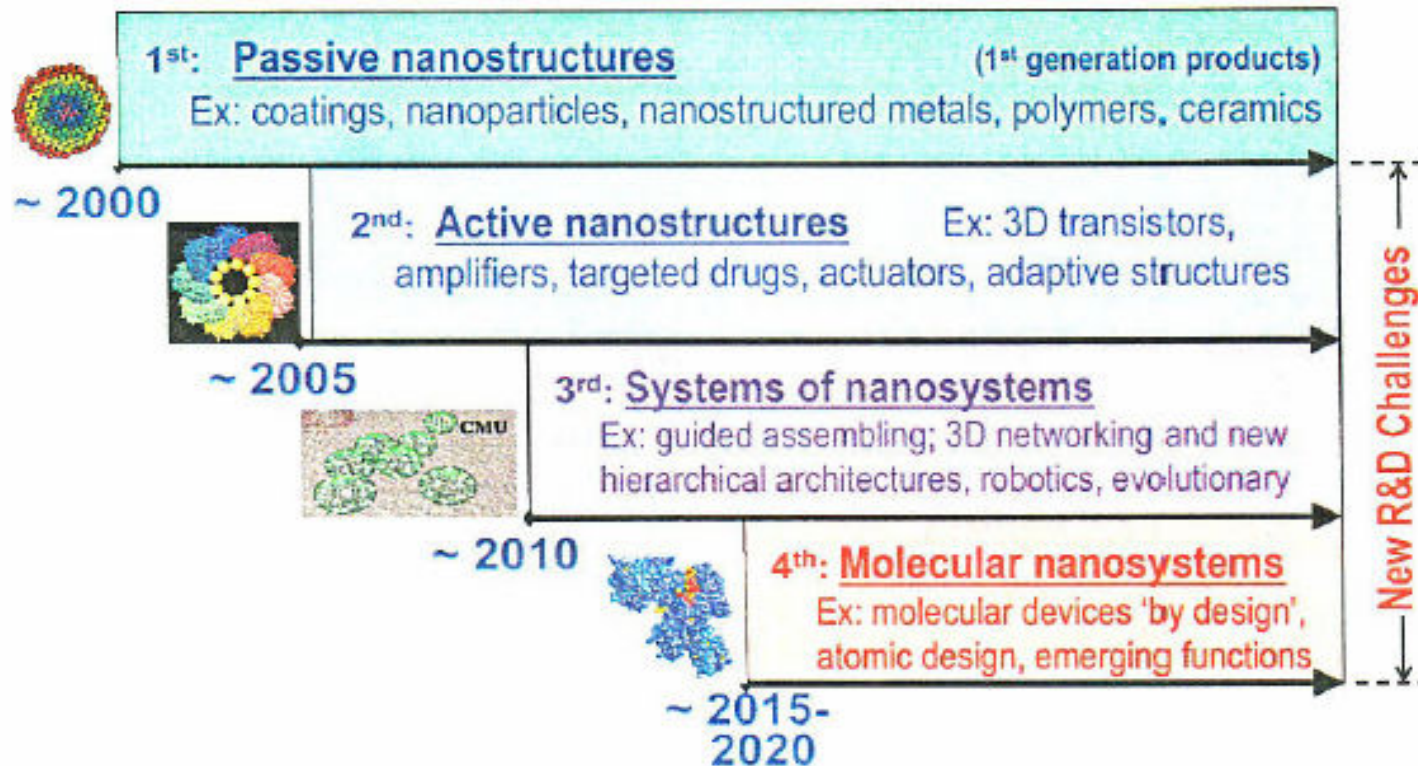 1st: Passive nanostructures (1st generation products)
Ex: coatings, nanoparticles, nanostructured metals, polymers, ceramics
~ 2000
2nd: Active nanostructures Ex: 3D transistors,
amplifiers, targeted drugs, actuators, adaptive structures
~ 2005
3rd: Systems of nanosystems
Ex: guided assembling; 3D networking and new
hierarchical architectures, robotics, evolutionary
CMU
~ 2010
4th: Molecular nanosystems
Ex: molecular devices ‘by design’,
atomic design, emerging functions
~ 2015-
2020
New R&D Challenges